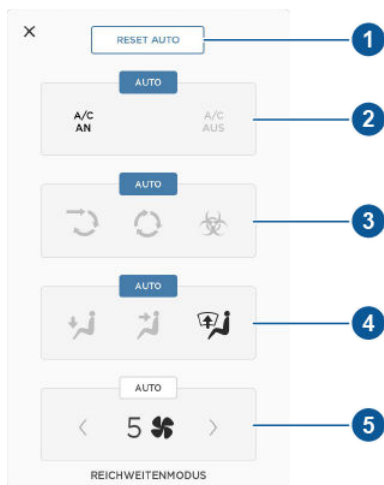 RESET AUTO
1
AUTO
A/C
AN
A/C
AUS
2
AUTO
3
AUTO
4
AUTO
5
5
REICHWEITENMODUS